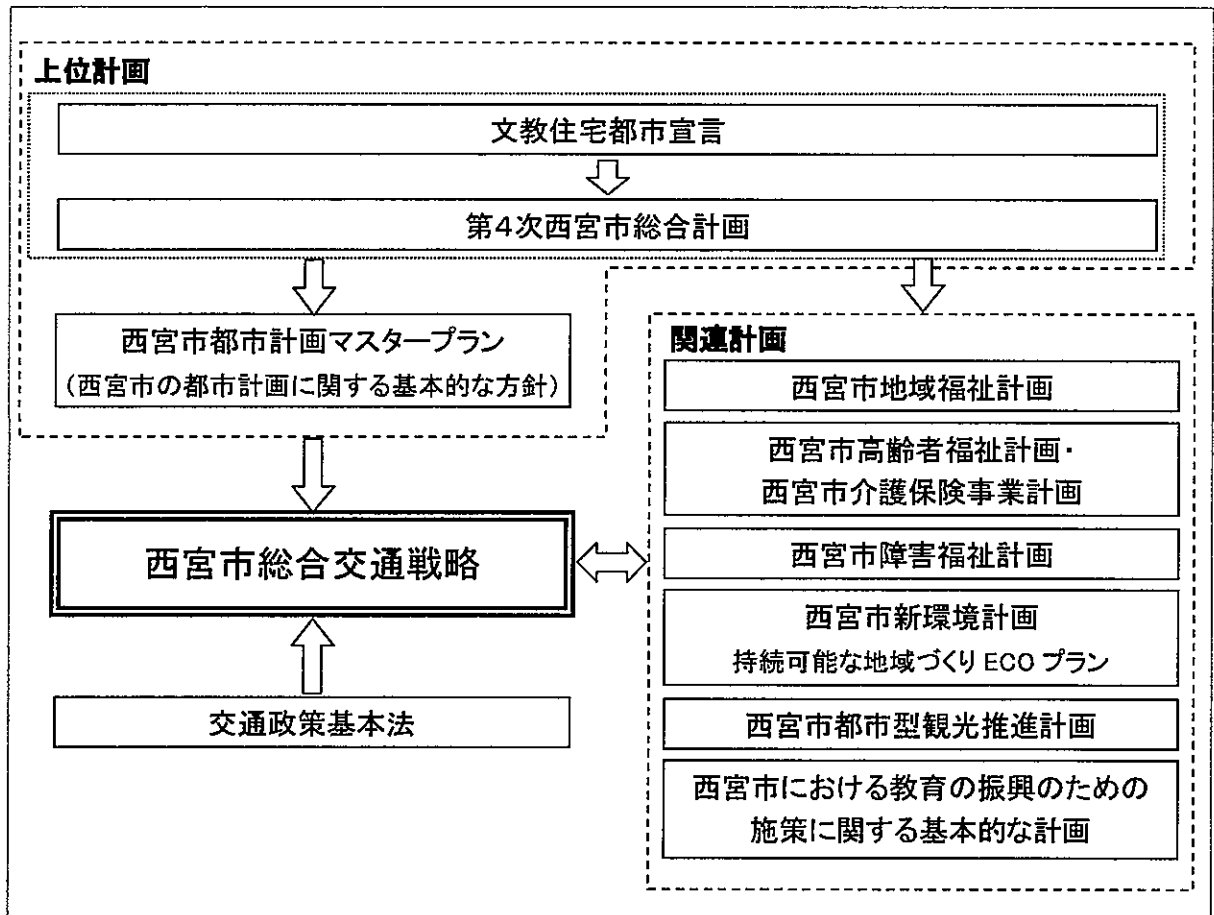 上位計画
文教住宅都市宣言
第4次西宮市総合計画
西宮市都市計画マスタープラン
(西宮市の都市計画に関する基本的な方針)
西宮市総合交通戦略
交通政策基本法
関連計画
西宮市地域福祉計画
西宮市高齢者福祉計画・
西宮市介護保険事業計画
西宮市障害福祉計画
西宮市新環境計画
持続可能な地域づくり ECO プラン
西宮市都市型観光推進計画
西宮市における教育の振興のための
施策に関する基本的な計画